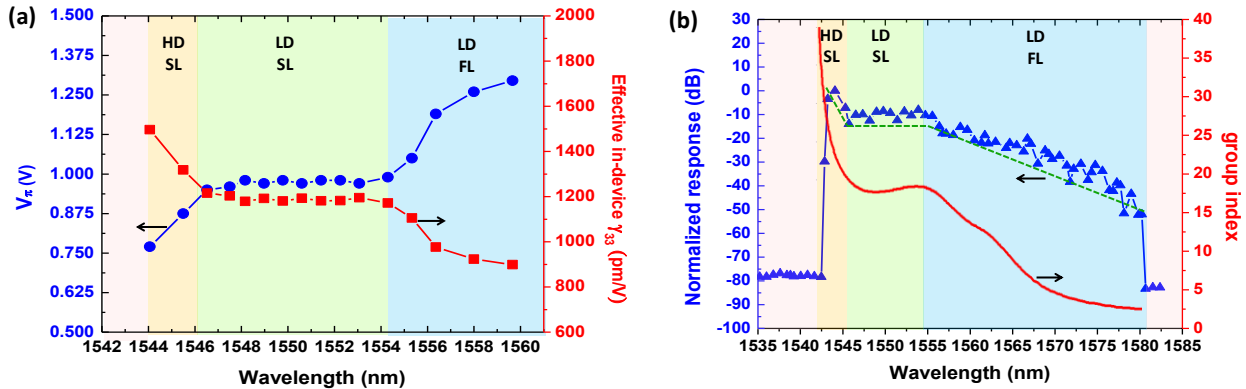 (a)
HD
SL
LD
SL
LD
FL
1.500
1.375
1.250
1.125
1.000
0.875
0.750
0.625
0.500
Vπ (V)
2000
1800
1600
1400
1200
1000
800
600
Effective in-device γ33 (pm/V)
1542 1544 1546 1548 1550 1552 1554 1556 1558 1560
Wavelength (nm)
(b)
HD
SL
LD
SL
LD
FL
30
20
10
0
-10
-20
-30
-40
-50
-60
-70
-80
-90
-100
Normalized response (dB)
40
35
30
25
20
15
10
5
0
group index
1535 1540 1545 1550 1555 1560 1565 1570 1575 1580 1585
Wavelength (nm)